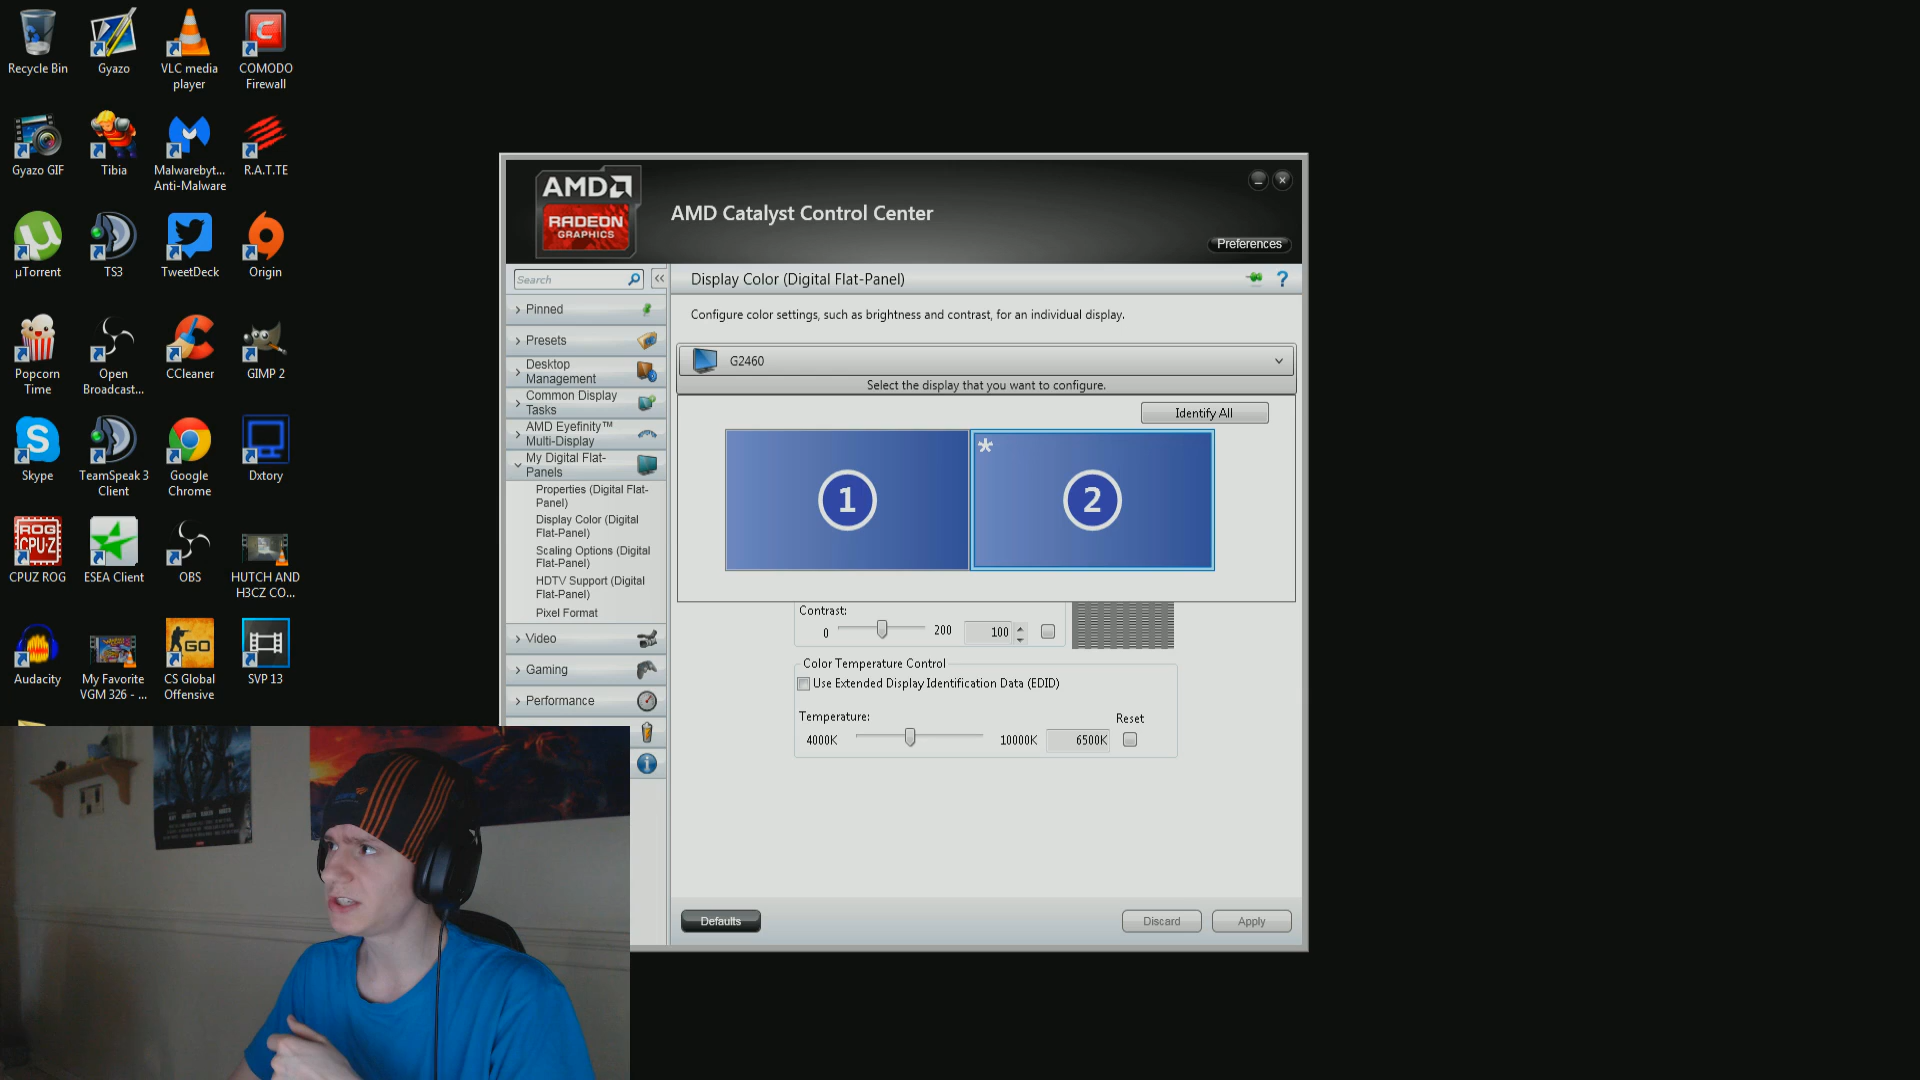 Recycle Bin
Gyazo
VLC media
player
COMODO
Firewall
Gyazo GIF
Tibia
Malwarebyt...
Anti-Malware
R.A.T.TE
µTorrent
TS3
TweetDeck
Origin
Popcorn
Time
Open
Broadcast...
CCleaner
GIMP 2
Skype
TeamSpeak 3
Client
Google
Chrome
Dxtory
ROG
CPU-Z
CPUZ ROG
ESEA Client
OBS
HUTCH AND
H3CZ CO...
Audacity
My Favorite
VGM 326 - ...
GO
CS Global
Offensive
SVP 13
AMD
RADEON
GRAPHICS
AMD Catalyst Control Center
Preferences
Search
Pinned
Presets
Desktop
Management
Common Display
Tasks
AMD Eyefinity™
Multi-Display
My Digital Flat-
Panels
Properties (Digital Flat-
Panel)
Display Color (Digital
Flat-Panel)
Scaling Options (Digital
Flat-Panel)
HDTV Support (Digital
Flat-Panel)
Pixel Format
Video
Gaming
Performance
Display Color (Digital Flat-Panel)
Configure color settings, such as brightness and contrast, for an individual display.
G2460
Select the display that you want to configure.
Identify All
1
* 2
Contrast:
0 200 100
Color Temperature Control
Use Extended Display Identification Data (EDID)
Temperature:
Reset
4000K 10000K 6500K
Defaults
Discard
Apply